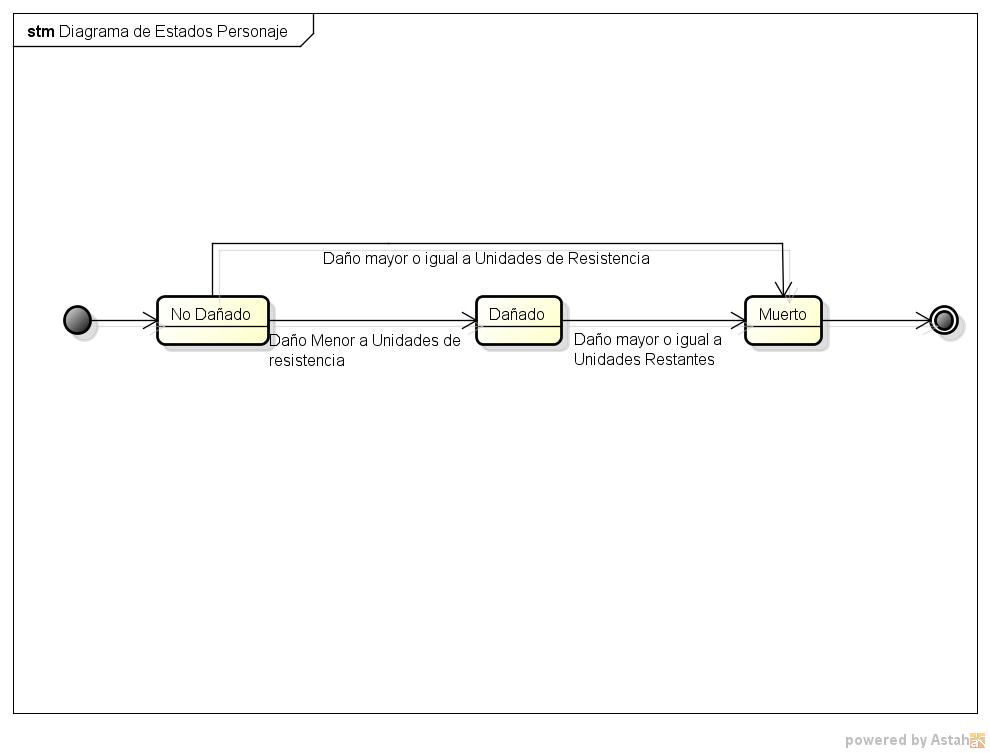 stm Diagrama de Estados Personaje
Daño mayor o igual a Unidades de Resistencia
No Dañado
Dañado
Muerto
Daño Menor a Unidades de
resistencia
Daño mayor o igual a
Unidades Restantes
powered by Astah